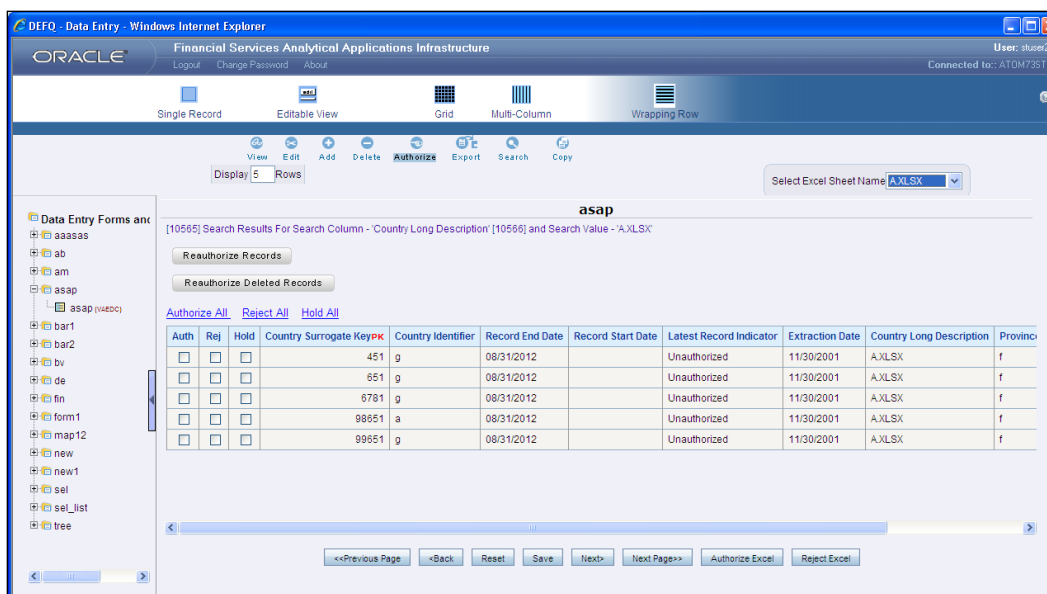 DEFQ - Data Entry - Windows Internet Explorer
ORACLE
Financial Services Analytical Applications Infrastructure
Logout Change Password About
Connected to::
Single Record Editable View Grid Multi-Column Wrapping Row
View Edit Add Delete Authorize Export Search Copy
Display 5 Rows
Select Excel Sheet Name A.XLSX
Data Entry Forms and
aaasas
ab
am
asap
asap (VAEDC)
bar1
bar2
bv
de
fin
form1
map12
new
new1
sel
sel_list
tree
asap
[10565] Search Results For Search Column - 'Country Long Description' [10566] and Search Value - 'A.XLSX'
Reauthorize Records
Reauthorize Deleted Records
Authorize All Reject All Hold All
Auth Rej Hold Country Surrogate KeyPK Country Identifier Record End Date Record Start Date Latest Record Indicator Extraction Date Country Long Description
451 g 08/31/2012 Unauthorized 11/30/2001 A.XLSX f
651 g 08/31/2012 Unauthorized 11/30/2001 A.XLSX f
6781 g 08/31/2012 Unauthorized 11/30/2001 A.XLSX f
98651 a 08/31/2012 Unauthorized 11/30/2001 A.XLSX f
99651 g 08/31/2012 Unauthorized 11/30/2001 A.XLSX f
<<Previous Page <Back Reset Save Next> Next Page>> Authorize Excel Reject Excel